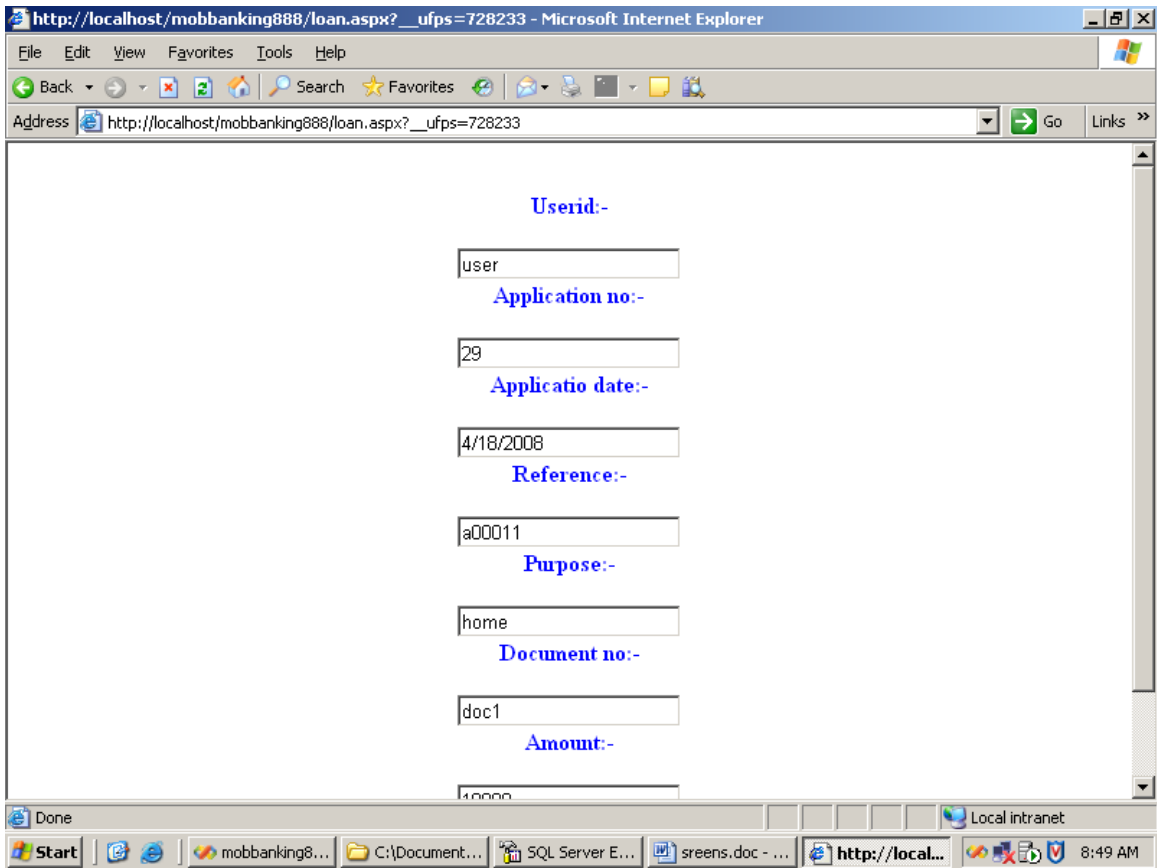 http://localhost/mobbanking888/loan.aspx?__ufps=728233 - Microsoft Internet Explorer
File Edit View Favorites Tools Help
Back Search Favorites
Address http://localhost/mobbanking888/loan.aspx?__ufps=728233 Go Links »
Userid:-
user
Application no:-
29
Applicatio date:-
4/18/2008
Reference:-
a00011
Purpose:-
home
Document no:-
doc1
Amount:-
Done Local intranet
Start mobbanking8... C:\Document... SQL Server E... sreens.doc - ... http://local... 8:49 AM